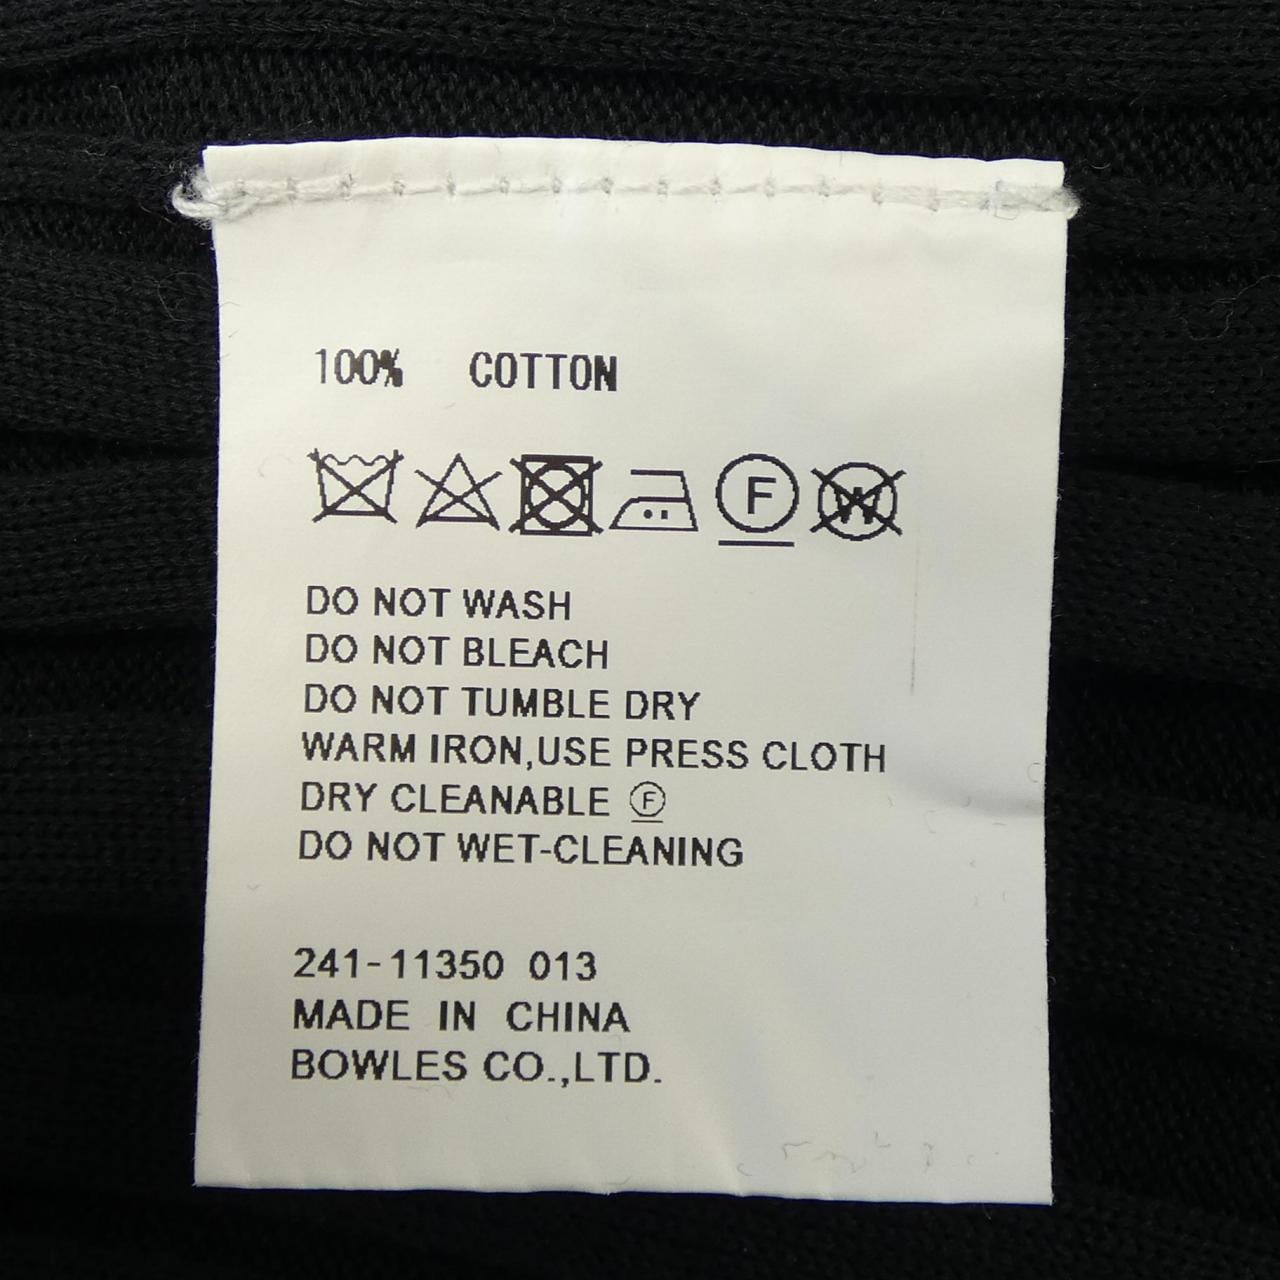 100% COTTON
F W
DO NOT WASH
DO NOT BLEACH
DO NOT TUMBLE DRY
WARM IRON,USE PRESS CLOTH
DRY CLEANABLE Ⓕ
DO NOT WET-CLEANING
241-11350 013
MADE IN CHINA
BOWLES CO.,LTD.